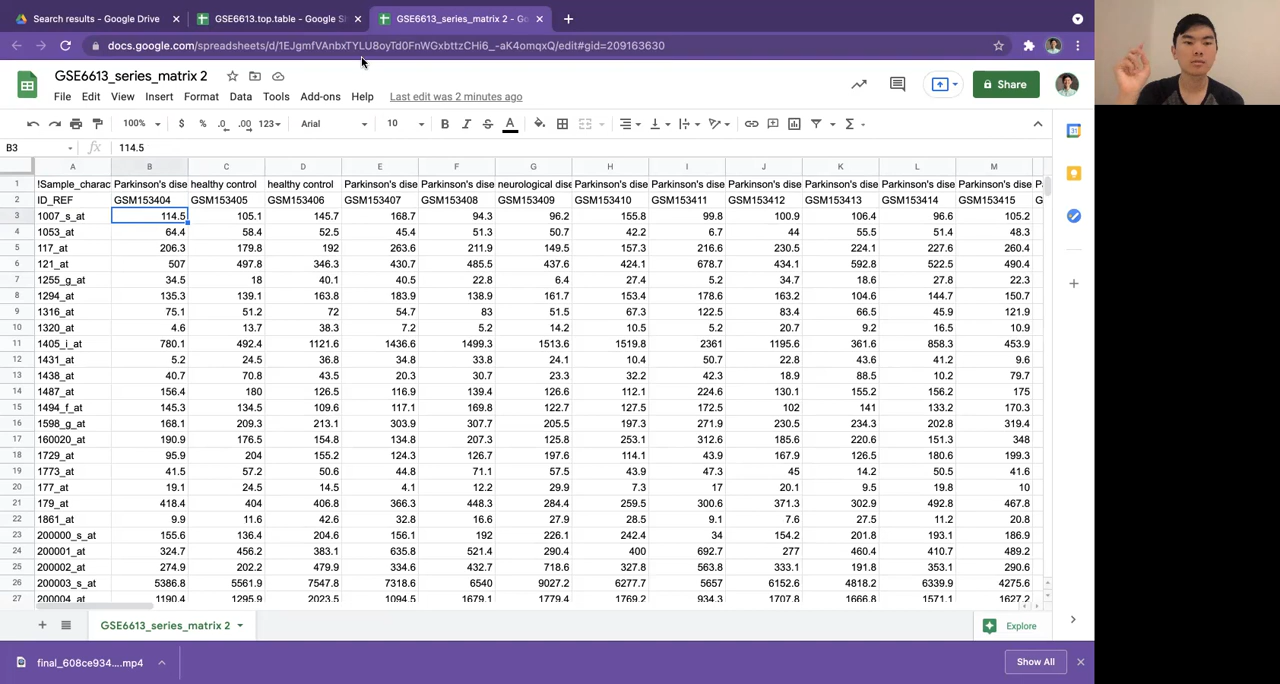 Search results - Google Drive
GSE6613.top.table - Google Sh
GSE6613_series_matrix 2 - Go
docs.google.com/spreadsheets/d/1EJgmfVAnbxTYLU8oyTd0FnWGxbttzCHi6_-aK4omqxQ/edit#gid=209163630
GSE6613_series_matrix 2
File Edit View Insert Format Data Tools Add-ons Help Last edit was 2 minutes ago
Share
100% $ % .0 .00 123 Arial 10 B I S A
B3 fx 114.5
A B C D E F G H I J K L M
1 !Sample_charac Parkinson's dise healthy control healthy control Parkinson's dise Parkinson's dise neurological dise Parkinson's dise Parkinson's dise Parkinson's dise Parkinson's dise Parkinson's dise Parkinson's dise P
2 ID_REF GSM153404 GSM153405 GSM153406 GSM153407 GSM153408 GSM153409 GSM153410 GSM153411 GSM153412 GSM153413 GSM153414 GSM153415 G
3 1007_s_at 114.5 105.1 145.7 168.7 94.3 96.2 155.8 99.8 100.9 96.4 96.6 105.2
4 1053_at 64.4 58.4 52.5 45.4 51.3 50.7 42.2 6.7 44 55.5 51.4 48.3
5 117_at 206.3 179.8 192 263.6 211.9 149.5 157.3 216.6 230.5 224.1 227.6 260.4
6 121_at 507 497.8 346.3 430.7 485.5 437.6 424.1 678.7 434.1 592.8 522.5 490.4
7 1255_g_at 34.5 18 40.1 40.5 22.8 6.4 27.4 5.2 34.7 18.6 27.8 22.3
8 1294_at 135.3 139.1 163.8 183.9 138.9 161.7 153.4 178.6 163.2 104.6 144.7 150.7
9 1316_at 75.1 51.2 72 54.7 83 51.5 67.3 122.5 83.4 66.5 45.9 121.9
10 1320_at 4.6 13.7 38.3 7.2 5.2 14.2 10.5 5.2 20.7 9.2 16.5 10.9
11 1405_i_at 780.1 492.4 1121.6 1436.6 1499.3 1513.6 1519.8 2361 1195.6 361.6 858.3 453.9
12 1431_at 5.2 24.5 36.8 34.8 33.8 24.1 10.4 50.7 22.8 43.6 41.2 9.6
13 1438_at 40.7 70.8 43.5 20.3 30.7 23.3 32.2 42.3 18.9 88.5 10.2 79.7
14 1487_at 156.4 180 126.5 116.9 139.4 126.6 112.1 224.6 130.1 155.2 156.2 175
15 1494_f_at 145.3 134.5 109.6 117.1 169.8 122.7 127.5 172.5 102 141 133.2 170.3
16 1598_g_at 168.1 209.3 213.1 303.9 307.7 205.5 197.3 271.9 230.5 234.3 202.8 319.4
17 160020_at 190.9 176.5 154.8 134.8 207.3 125.8 253.1 312.6 185.6 220.6 151.3 348
18 1729_at 95.9 204 155.2 124.3 126.7 197.6 114.1 43.9 167.9 126.5 180.6 199.3
19 1773_at 41.5 57.2 50.6 44.8 71.1 57.5 43.9 47.3 45 14.2 50.5 41.6
20 177_at 19.1 24.5 14.5 4.1 12.2 29.9 7.3 17 20.1 9.5 19.8 10
21 179_at 418.4 404 406.8 366.3 448.3 284.4 259.5 300.6 371.3 302.9 492.8 467.8
22 1861_at 9.9 11.6 42.6 32.8 16.6 27.9 28.5 9.1 7.6 27.5 11.2 20.8
23 200000_s_at 155.6 136.4 204.6 156.1 192 226.1 242.4 34 154.2 201.8 193.1 186.9
24 200001_at 324.7 456.2 383.1 635.8 521.4 290.4 400 692.7 277 460.4 410.7 489.2
25 200002_at 274.9 202.2 479.9 334.6 432.7 718.6 327.8 563.8 333.1 191.8 353.1 290.6
26 200003_s_at 5386.8 5561.9 7547.8 7318.6 6540 9027.2 6277.7 5657 6152.6 4818.2 6339.9 4275.6
27 200004_at 1190.4 1295.9 2023.5 1094.5 1679.1 1779.4 1769.2 934.3 1707.8 1666.8 1571.1 1627.2
GSE6613_series_matrix 2
Explore
final_608ce934....mp4
Show All